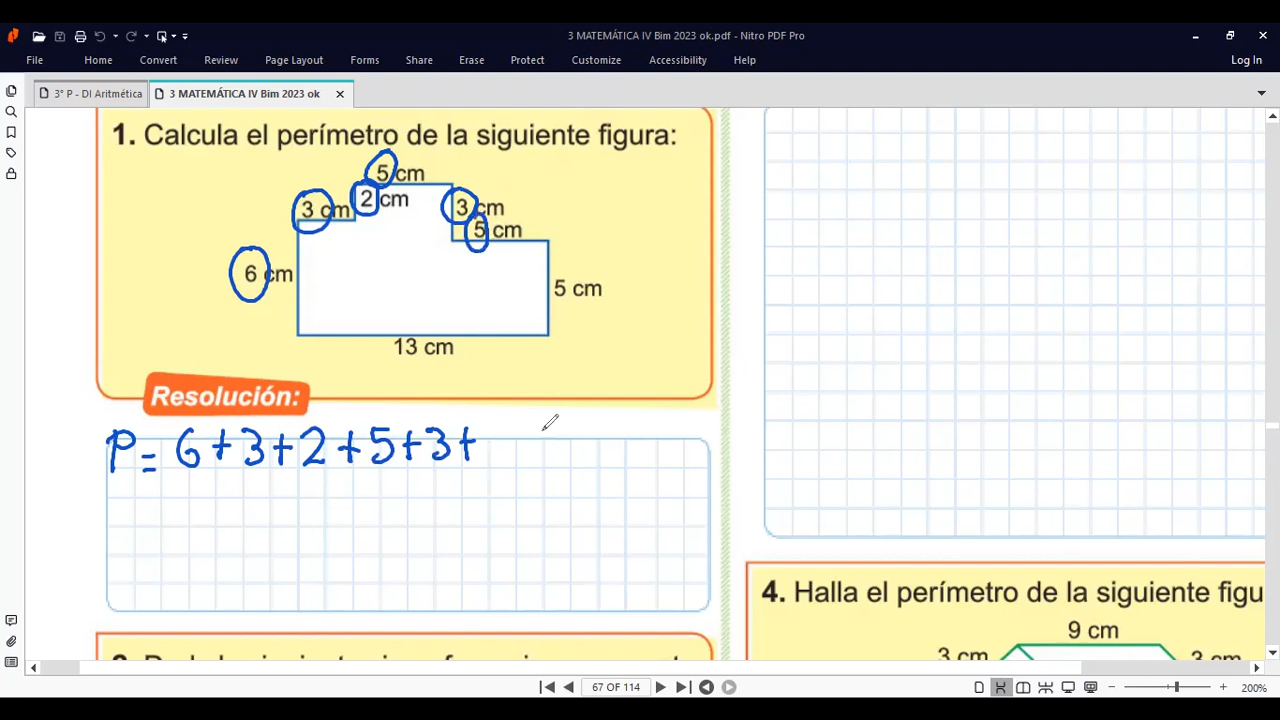 3 MATEMÁTICA IV Bim 2023 ok.pdf - Nitro PDF Pro
File Home Convert Review Page Layout Forms Share Erase Protect Customize Accessibility Help Log In
3° P - DI Aritmética
3 MATEMÁTICA IV Bim 2023 ok
1. Calcula el perímetro de la siguiente figura:
5 cm
2 cm
3 cm
3 cm
5 cm
6 cm
5 cm
13 cm
Resolución:
P= 6+3+2+5+3+
4. Halla el perímetro de la siguiente figu
9 cm
3 cm
3 cm
67 OF 114
200%